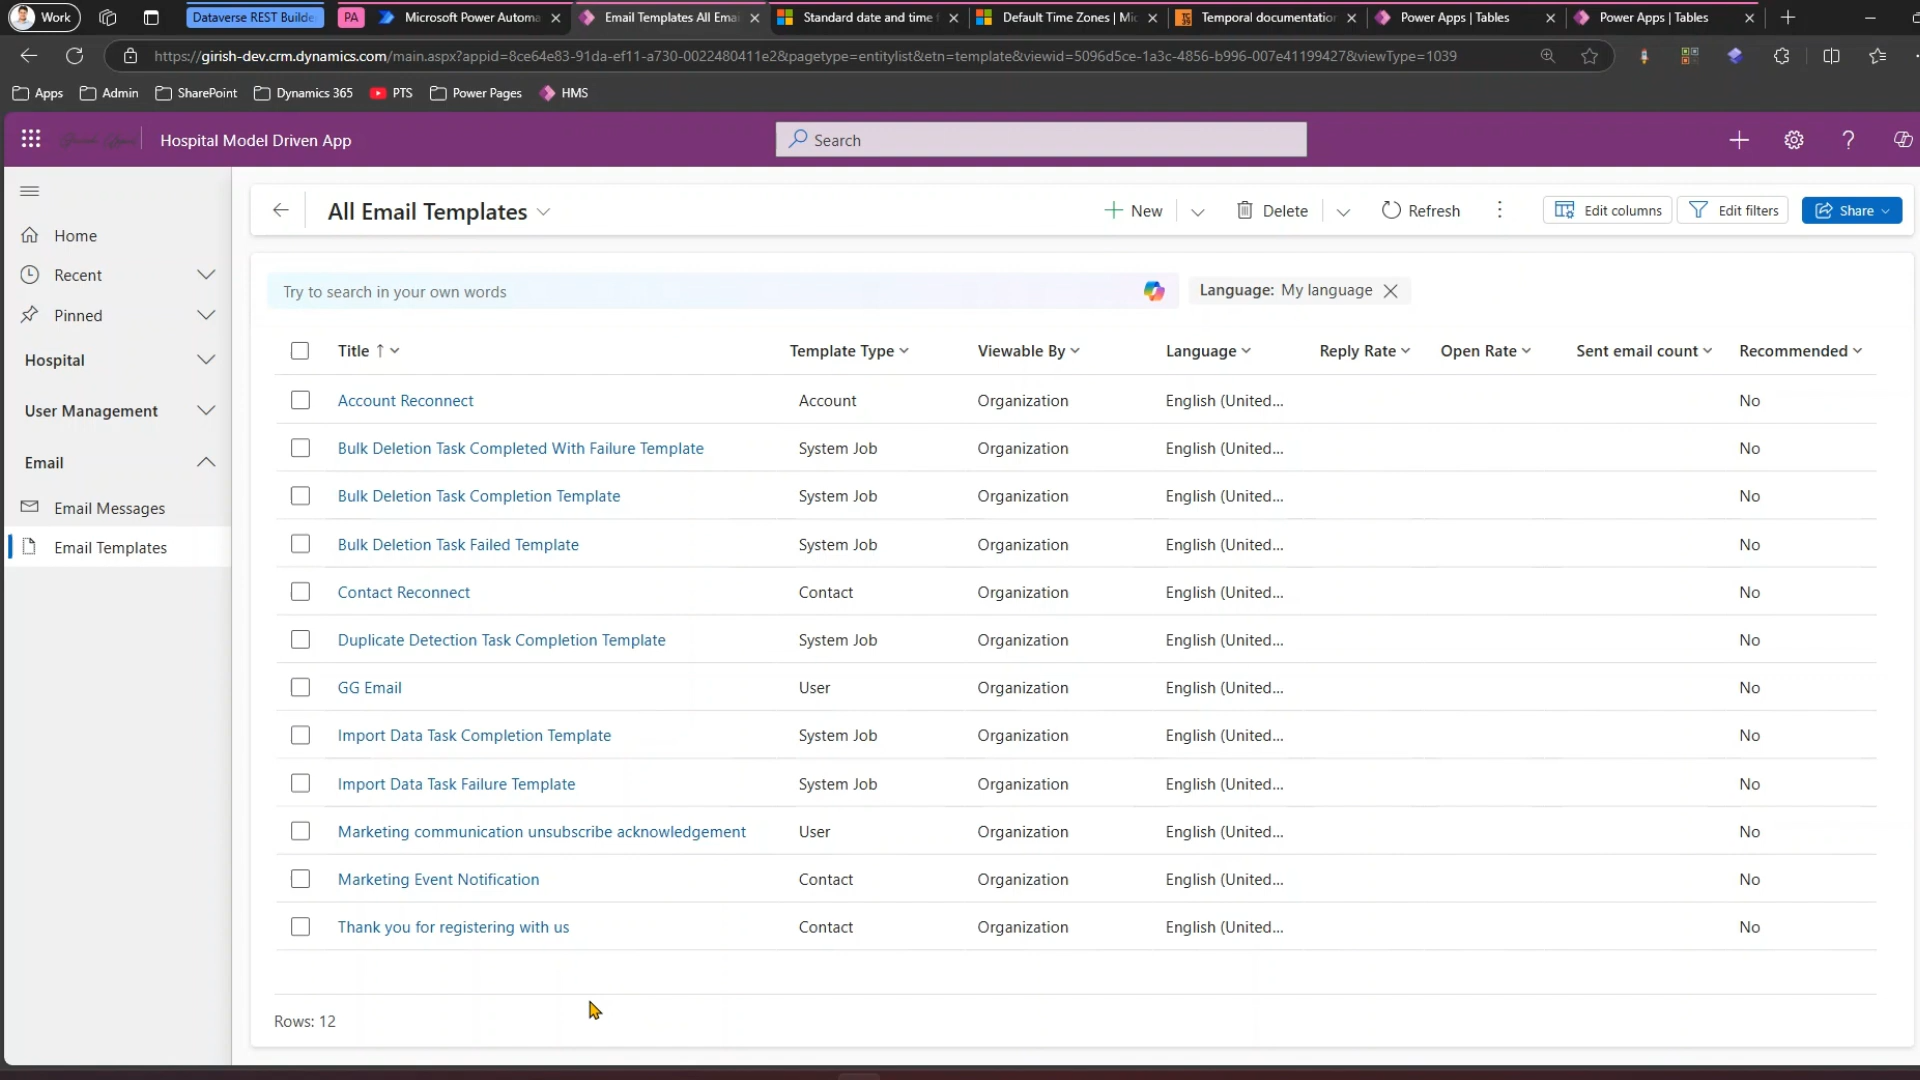 Work
Dataverse REST Builde
PA
Microsoft Power Automa
Email Templates All Emai
Standard date and time f
Default Time Zones | Mic
Temporal documentation
Power Apps | Tables
Power Apps | Tables
https://girish-dev.crm.dynamics.com/main.aspx?appid=8ce64e83-91da-ef11-a730-0022480411e2&pagetype=entitylist&etn=template&viewid=5096d5ce-1a3c-4856-b996-007e41199427&viewType=1039
Apps
Admin
SharePoint
Dynamics 365
PTS
Power Pages
HMS
Hospital Model Driven App
Search
Home
Recent
Pinned
Hospital
User Management
Email
Email Messages
Email Templates
All Email Templates
New
Delete
Refresh
Edit columns
Edit filters
Share
Try to search in your own words
Language: My language
Title ↑ Template Type Viewable By Language Reply Rate Open Rate Sent email count Recommended
Account Reconnect Account Organization English (United... No
Bulk Deletion Task Completed With Failure Template System Job Organization English (United... No
Bulk Deletion Task Completion Template System Job Organization English (United... No
Bulk Deletion Task Failed Template System Job Organization English (United... No
Contact Reconnect Contact Organization English (United... No
Duplicate Detection Task Completion Template System Job Organization English (United... No
GG Email User Organization English (United... No
Import Data Task Completion Template System Job Organization English (United... No
Import Data Task Failure Template System Job Organization English (United... No
Marketing communication unsubscribe acknowledgement User Organization English (United... No
Marketing Event Notification Contact Organization English (United... No
Thank you for registering with us Contact Organization English (United... No
Rows: 12